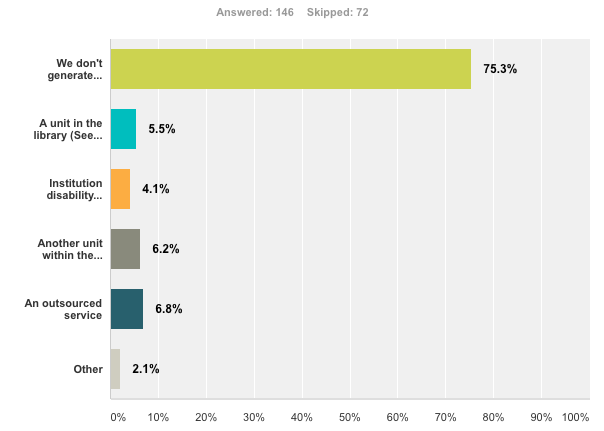 Answered: 146 Skipped: 72
We don't
generate...
75.3%
A unit in the
library (See...
5.5%
Institution
disability...
4.1%
Another unit
within the...
6.2%
An outsourced
service
6.8%
Other
2.1%
0% 10% 20% 30% 40% 50% 60% 70% 80% 90% 100%